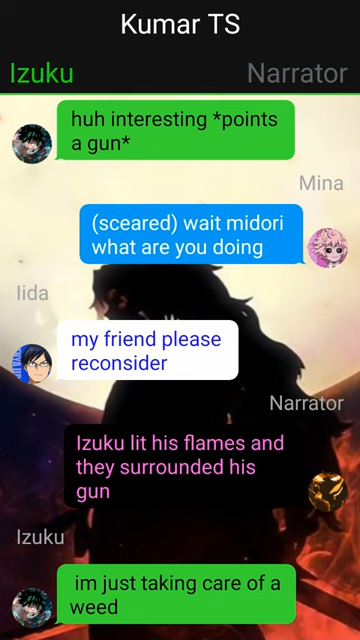 Kumar TS
Izuku
Narrator
huh interesting *points
a gun*
Mina
(sceared) wait midori
what are you doing
Iida
my friend please
reconsider
Narrator
Izuku lit his flames and
they surrounded his
gun
Izuku
im just taking care of a
weed